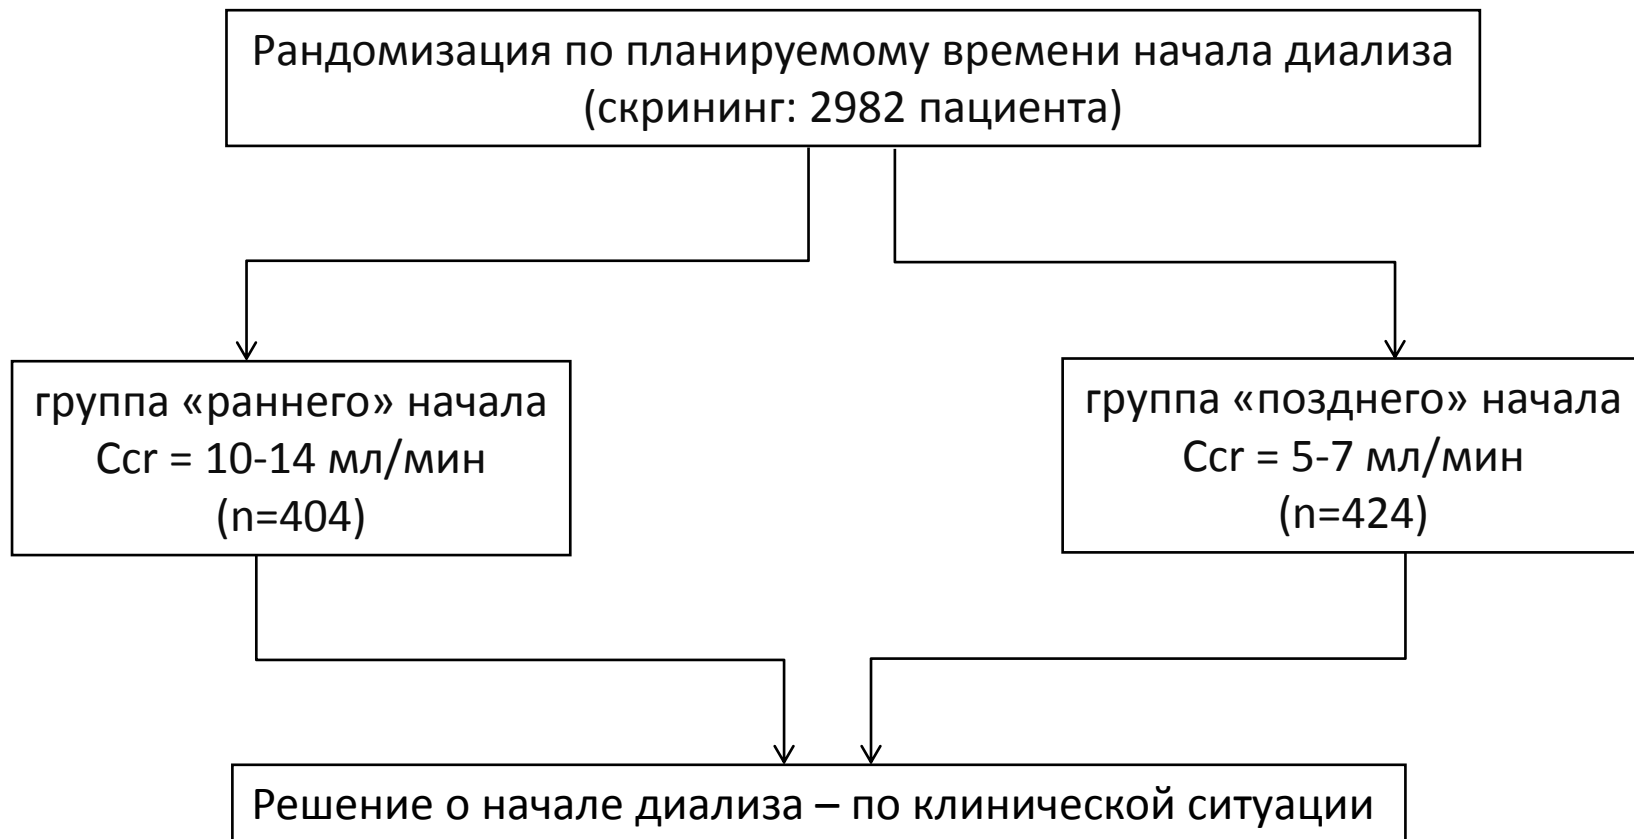 Рандомизация по планируемому времени начала диализа
(скрининг: 2982 пациента)
группа «раннего» начала
Ccr = 10-14 мл/мин
(n=404)
группа «позднего» начала
Ccr = 5-7 мл/мин
(n=424)
Решение о начале диализа – по клинической ситуации